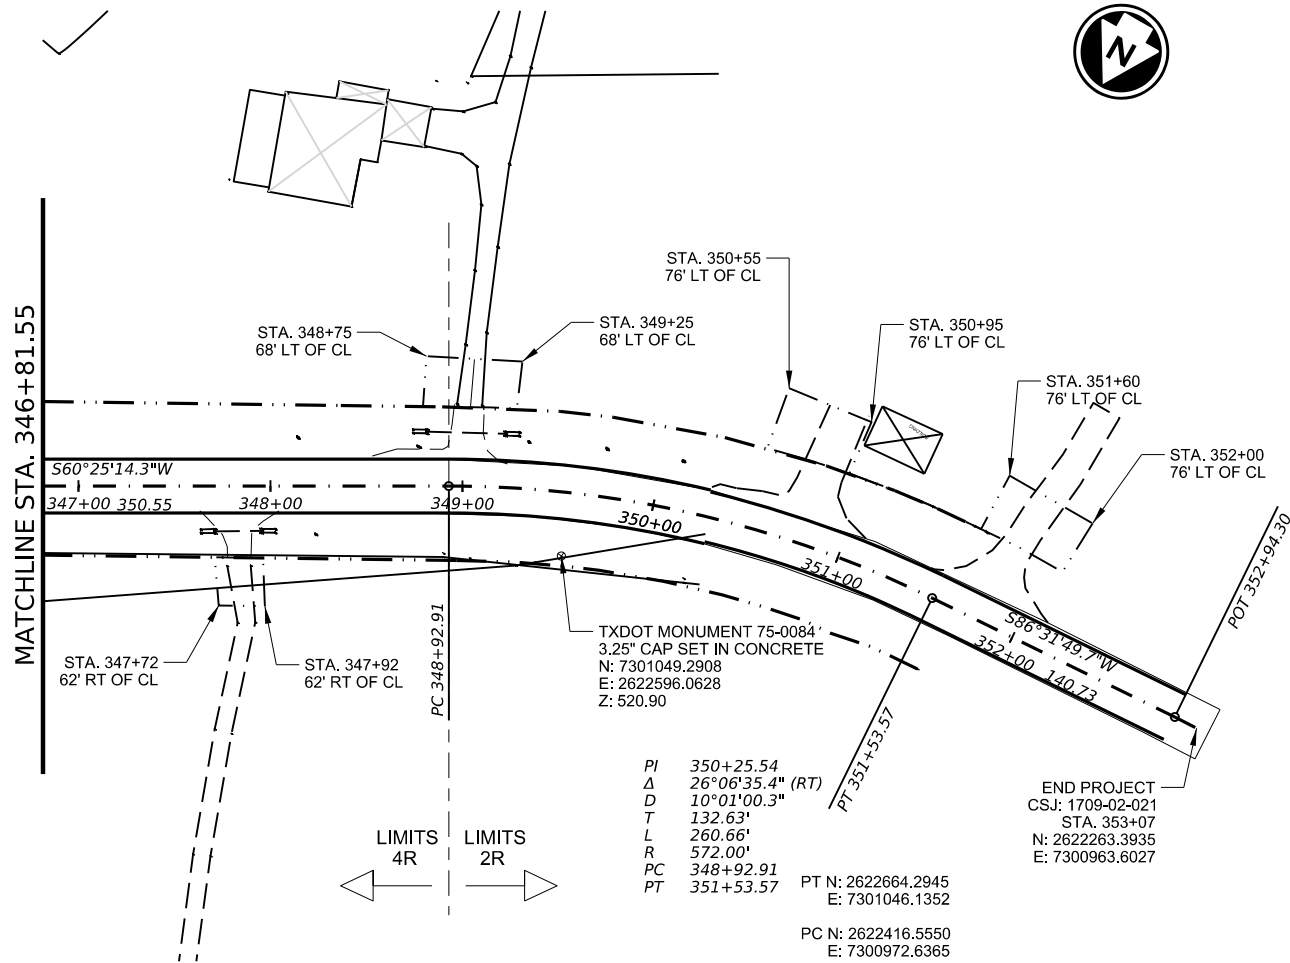 N
MATCHLINE STA. 346+81.55
STA. 348+75
68' LT OF CL
STA. 349+25
68' LT OF CL
STA. 350+55
76' LT OF CL
STA. 350+95
76' LT OF CL
STA. 351+60
76' LT OF CL
STA. 352+00
76' LT OF CL
S60°25'14.3"W
347+00
350.55
348+00
349+00
350+00
351+00
352+00
S86°31'49.7"W
140.73
POT 352+94.30
PC 348+92.91
PT 351+53.57
STA. 347+72
62' RT OF CL
STA. 347+92
62' RT OF CL
TXDOT MONUMENT 75-0084
3.25" CAP SET IN CONCRETE
N: 7301049.2908
E: 2622596.0628
Z: 520.90
PI 350+25.54
Δ 26°06'35.4" (RT)
D 10°01'00.3"
T 132.63'
L 260.66'
R 572.00'
PC 348+92.91
PT 351+53.57
PT N: 2622664.2945
E: 7301046.1352
PC N: 2622416.5550
E: 7300972.6365
END PROJECT
CSJ: 1709-02-021
STA. 353+07
N: 2622263.3935
E: 7300963.6027
LIMITS
4R
LIMITS
2R